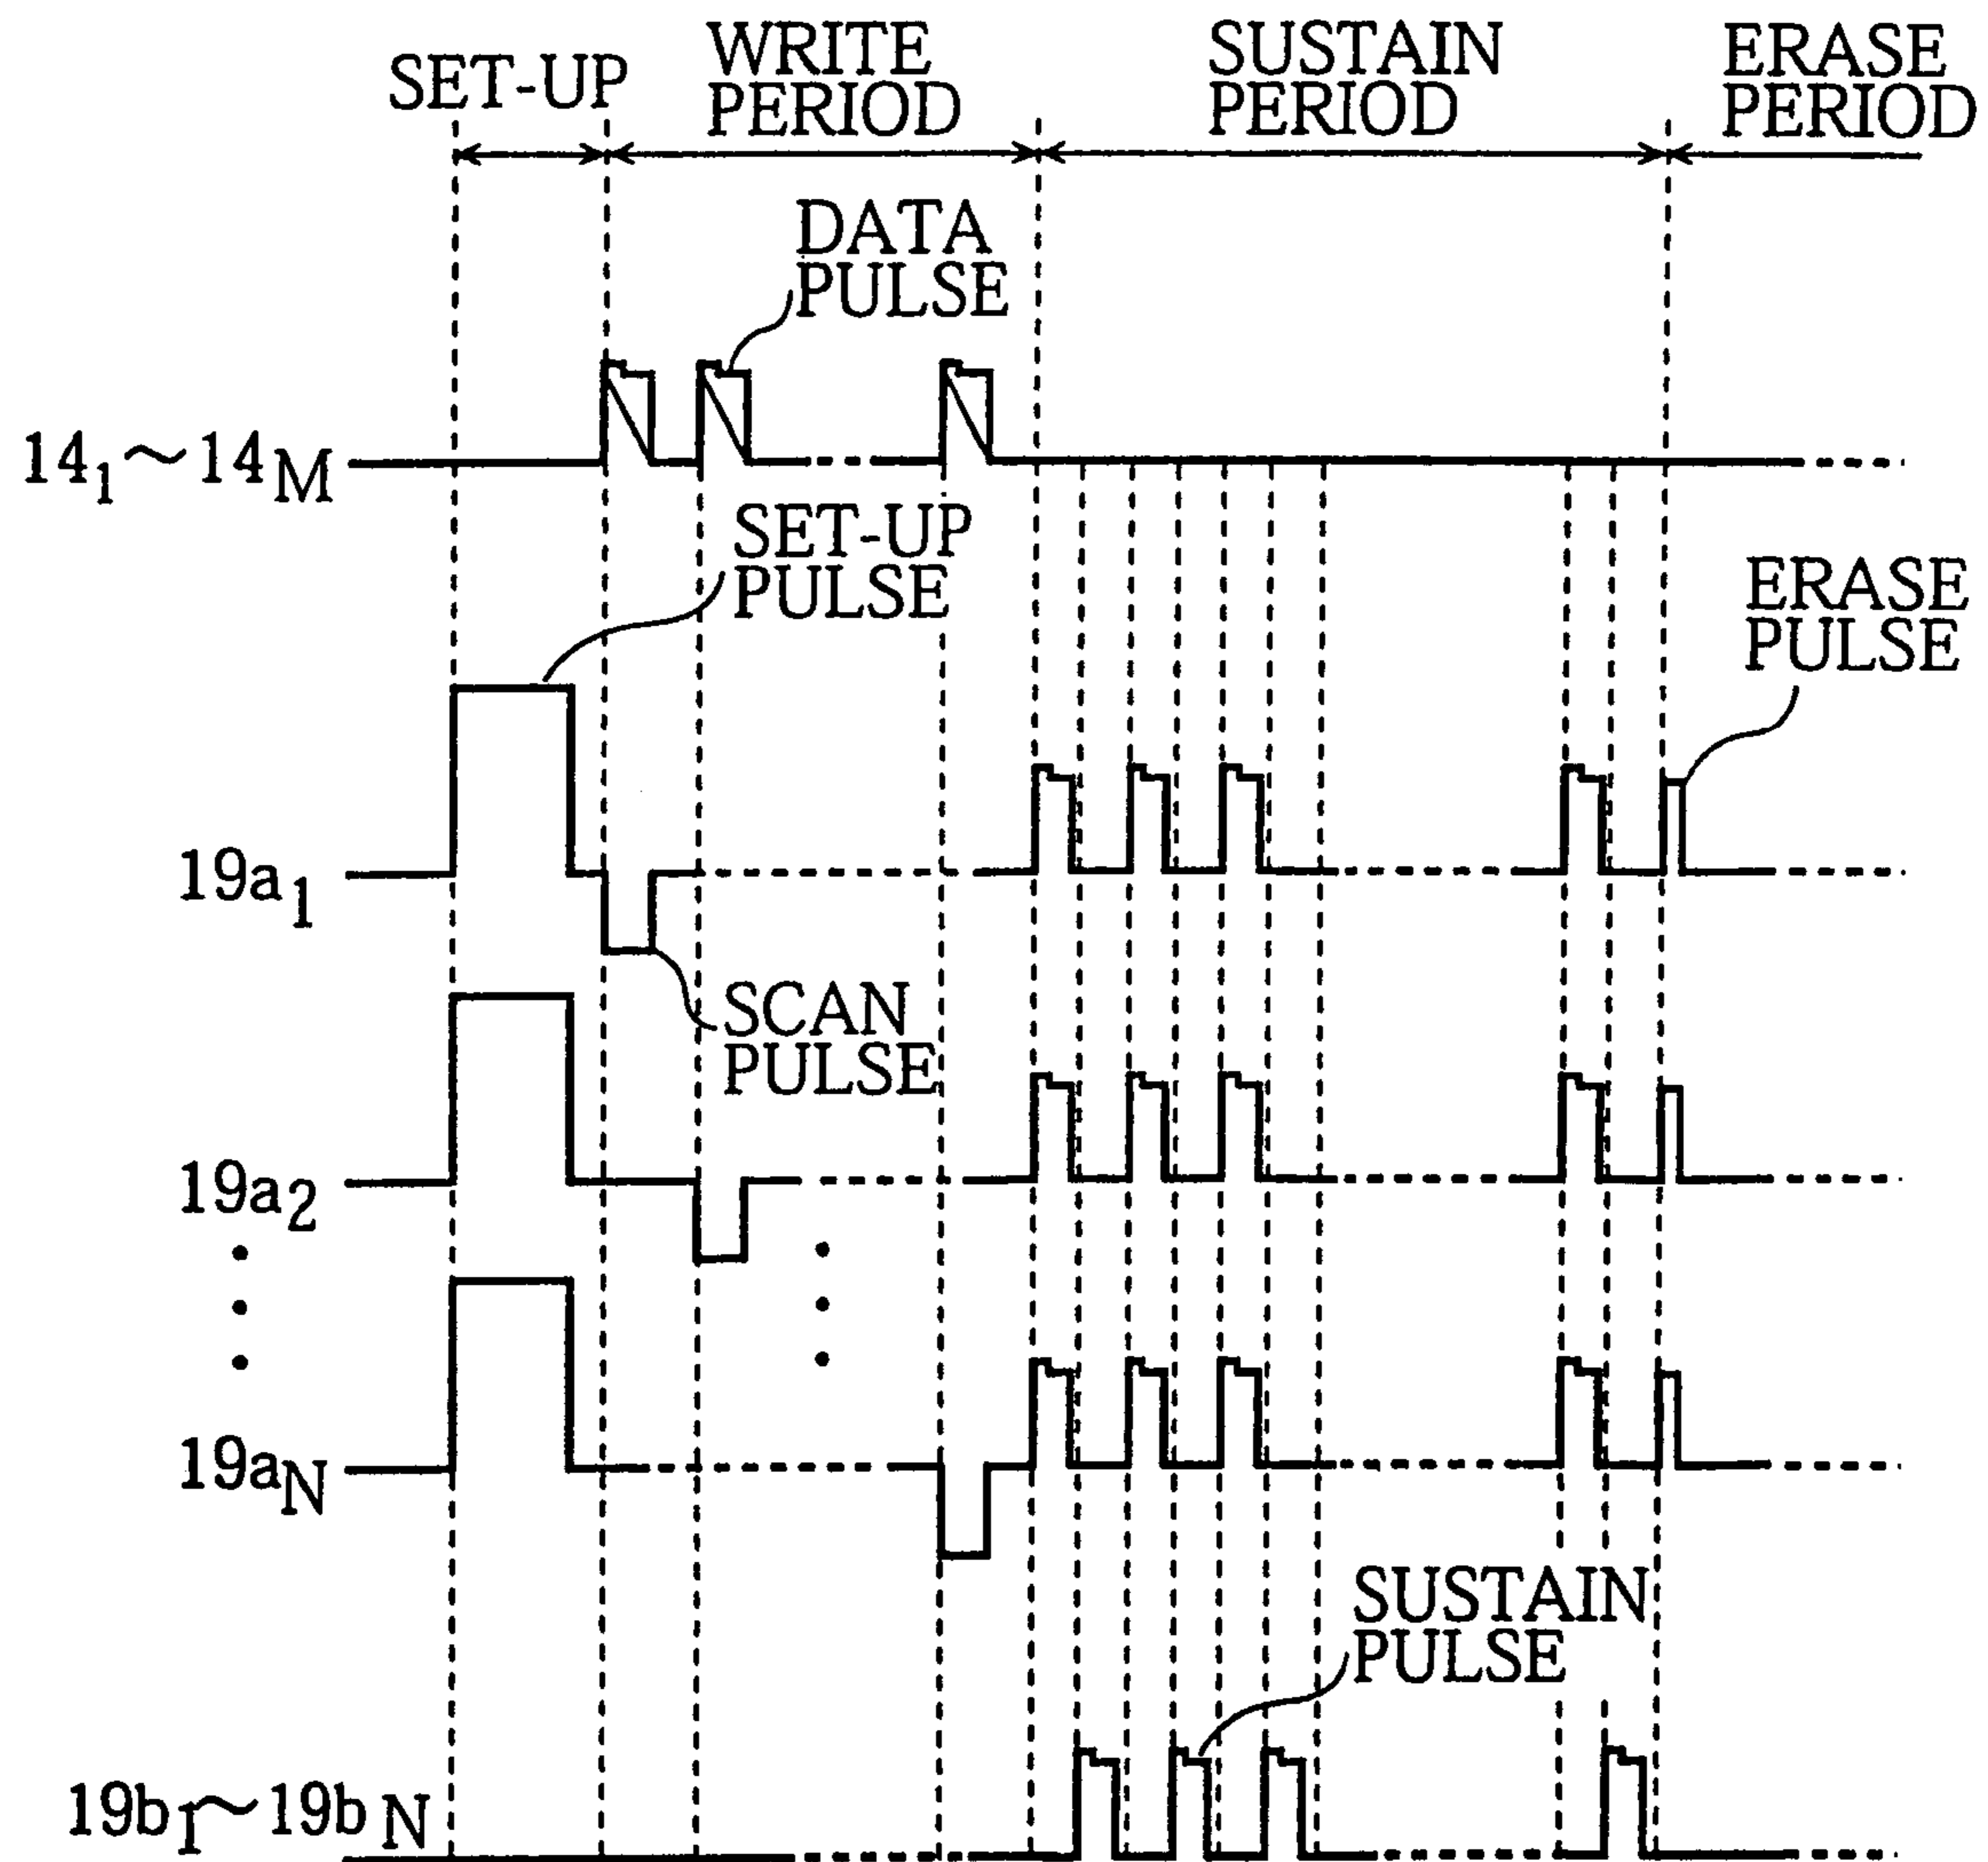 SET-UP
WRITE
PERIOD
SUSTAIN
PERIOD
ERASE
PERIOD
DATA
PULSE
14₁~14M
SET-UP
PULSE
ERASE
PULSE
19a₁
SCAN
PULSE
19a₂
19aN
SUSTAIN
PULSE
19b₁~19bN